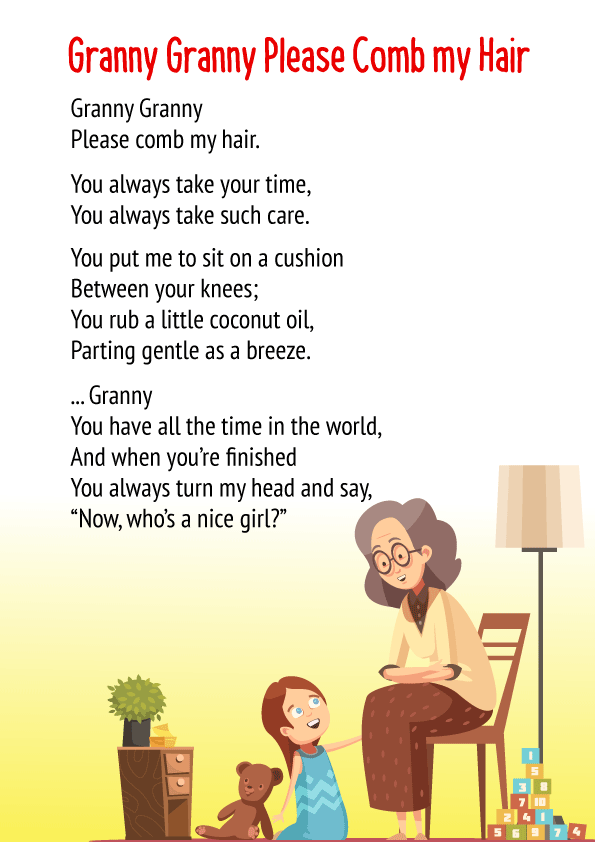 Granny Granny Please Comb my Hair
Granny Granny
Please comb my hair.
You always take your time,
You always take such care.
You put me to sit on a cushion
Between your knees;
You rub a little coconut oil,
Parting gentle as a breeze.
... Granny
You have all the time in the world,
And when you’re finished
You always turn my head and say,
“Now, who’s a nice girl?”
1
5
3 8
7 10
2 4 1
5 6 9 7 4